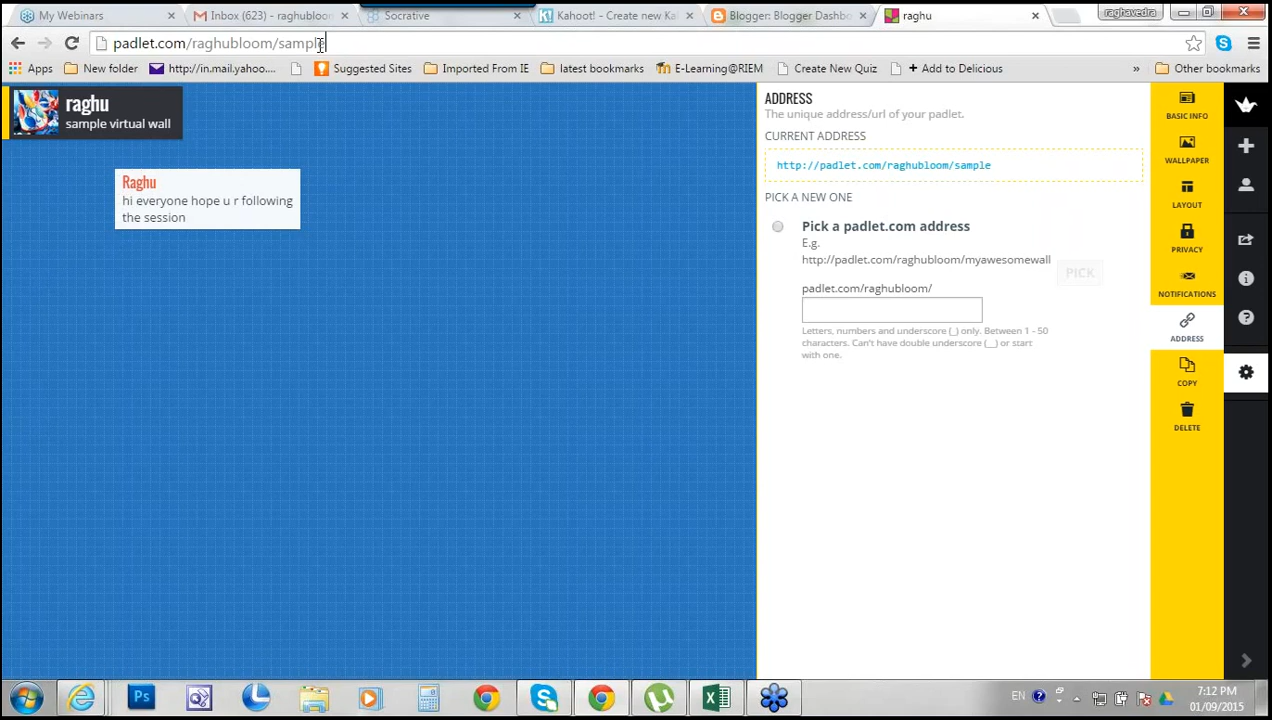 My Webinars
Inbox (623) - raghubloom
Socrative
Kahoot! - Create new Ka
Blogger: Blogger Dashbo
raghu
raghavedra
padlet.com/raghubloom/sample
Apps
New folder
http://in.mail.yahoo....
Suggested Sites
Imported From IE
latest bookmarks
E-Learning@RIEM
Create New Quiz
+ Add to Delicious
»
Other bookmarks
raghu
sample virtual wall
Raghu
hi everyone hope u r following
the session
ADDRESS
The unique address/url of your padlet.
CURRENT ADDRESS
http://padlet.com/raghubloom/sample
PICK A NEW ONE
Pick a padlet.com address
E.g.
http://padlet.com/raghubloom/myawesomewall
PICK
padlet.com/raghubloom/
Letters, numbers and underscore (_) only. Between 1 - 50
characters. Can't have double underscore (__) or start
with one.
BASIC INFO
WALLPAPER
LAYOUT
PRIVACY
NOTIFICATIONS
ADDRESS
COPY
DELETE
Ps
EN
7:12 PM
01/09/2015